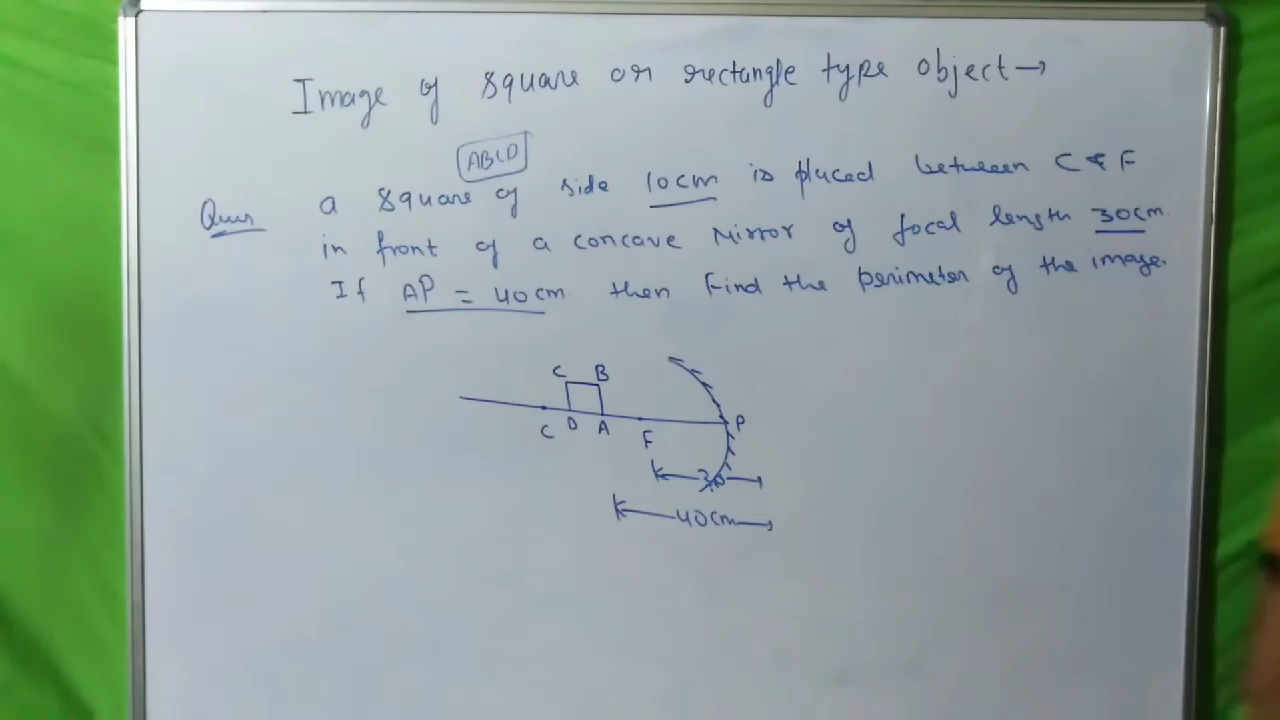 Image of square or rectangle type object →
ABCD
Ques a square of side 10cm is placed between C & F
in front of a concave Mirror of focal length 30cm.
If AP = 40cm then find the perimeter of the image.
C B
C D A F P
30
40cm